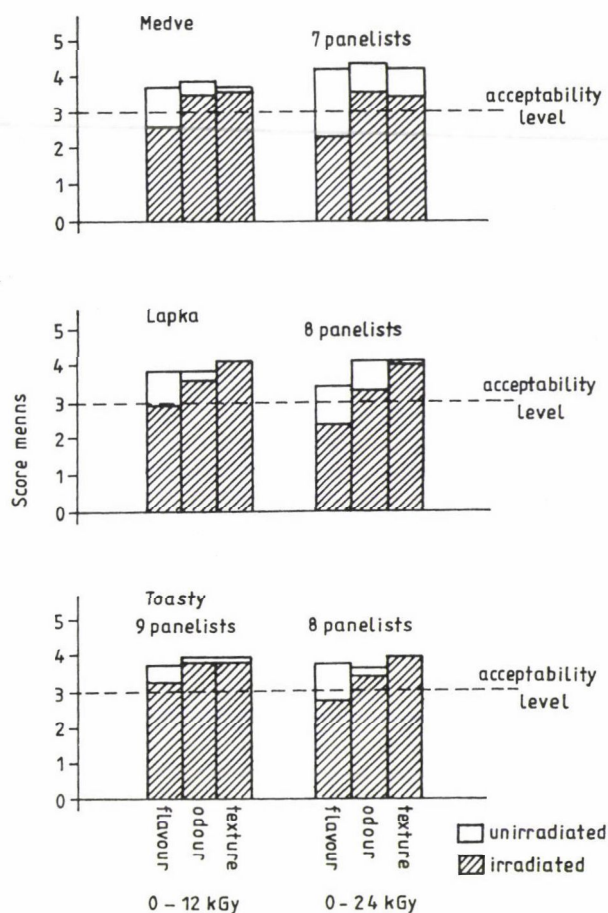 Medve
7 panelists
5
4
3
2
1
0
acceptability
level
Lapka
8 panelists
5
4
3
2
1
0
acceptability
level
Score menns
Toasty
9 panelists
8 panelists
5
4
3
2
1
0
acceptability
level
flavour
odour
texture
flavour
odour
texture
unirradiated
irradiated
0-12 kGy
0-24 kGy